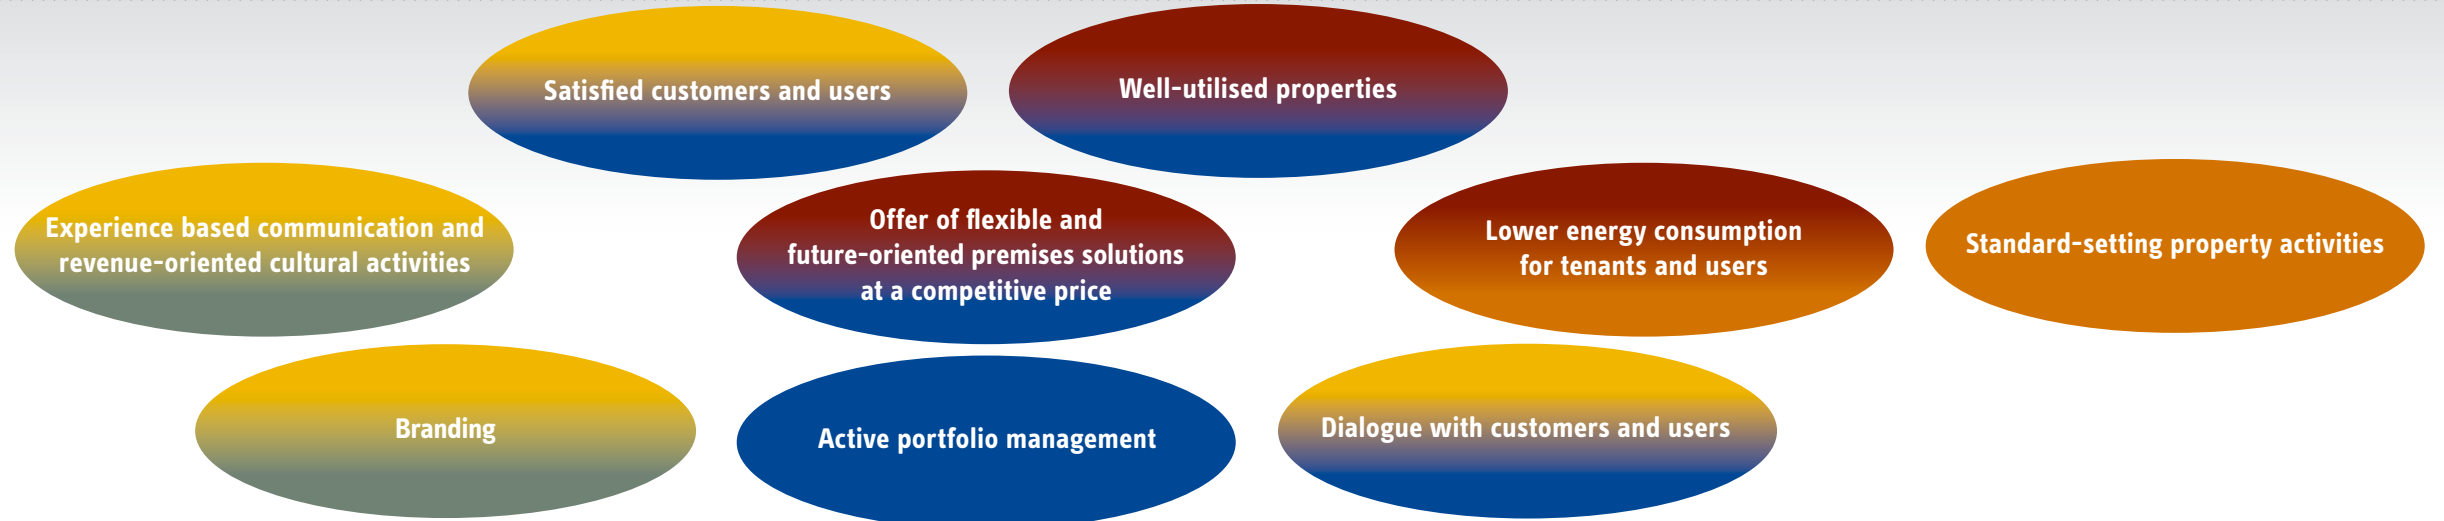 Satisfied customers and users
Well-utilised properties
Experience based communication and
revenue-oriented cultural activities
Offer of flexible and
future-oriented premises solutions
at a competitive price
Lower energy consumption
for tenants and users
Standard-setting property activities
Branding
Active portfolio management
Dialogue with customers and users